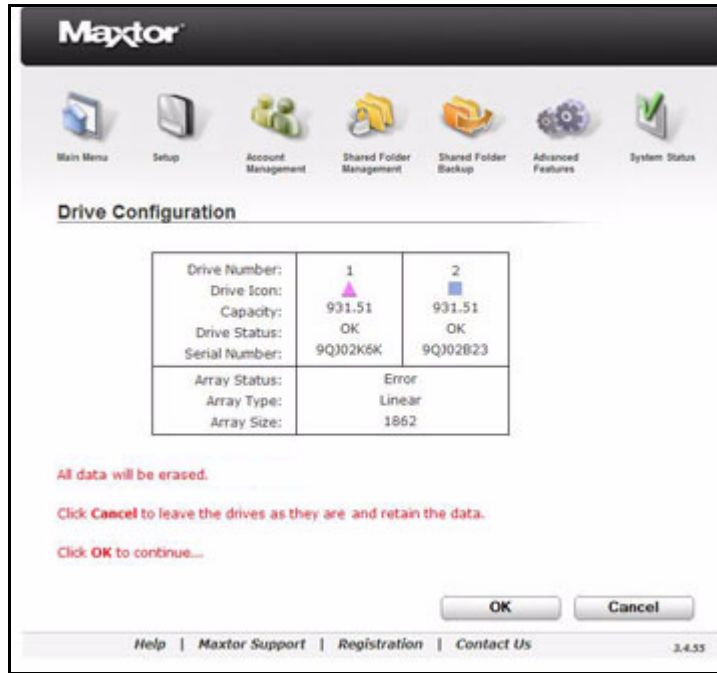 Maxtor
Main Menu
Setup
Account Management
Shared Folder Management
Shared Folder Backup
Advanced Features
System Status
Drive Configuration
Drive Number: 1 2
Drive Icon:
Capacity: 931.51 931.51
Drive Status: OK OK
Serial Number: 9QJ02K6K 9QJ02B23
Array Status: Error
Array Type: Linear
Array Size: 1862
All data will be erased.
Click Cancel to leave the drives as they are and retain the data.
Click OK to continue...
OK Cancel
Help | Maxtor Support | Registration | Contact Us 3.4.55